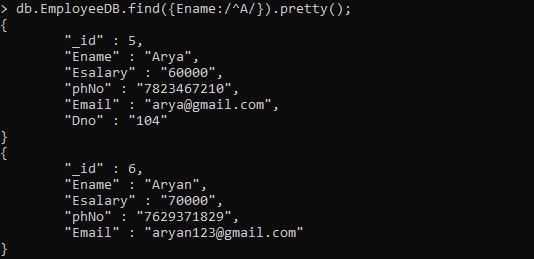 > db.EmployeeDB.find({Ename:/^A/}).pretty();
{
        "_id" : 5,
        "Ename" : "Arya",
        "Esalary" : "60000",
        "phNo" : "7823467210",
        "Email" : "arya@gmail.com",
        "Dno" : "104"
}
{
        "_id" : 6,
        "Ename" : "Aryan",
        "Esalary" : "70000",
        "phNo" : "7629371829",
        "Email" : "aryan123@gmail.com"
}